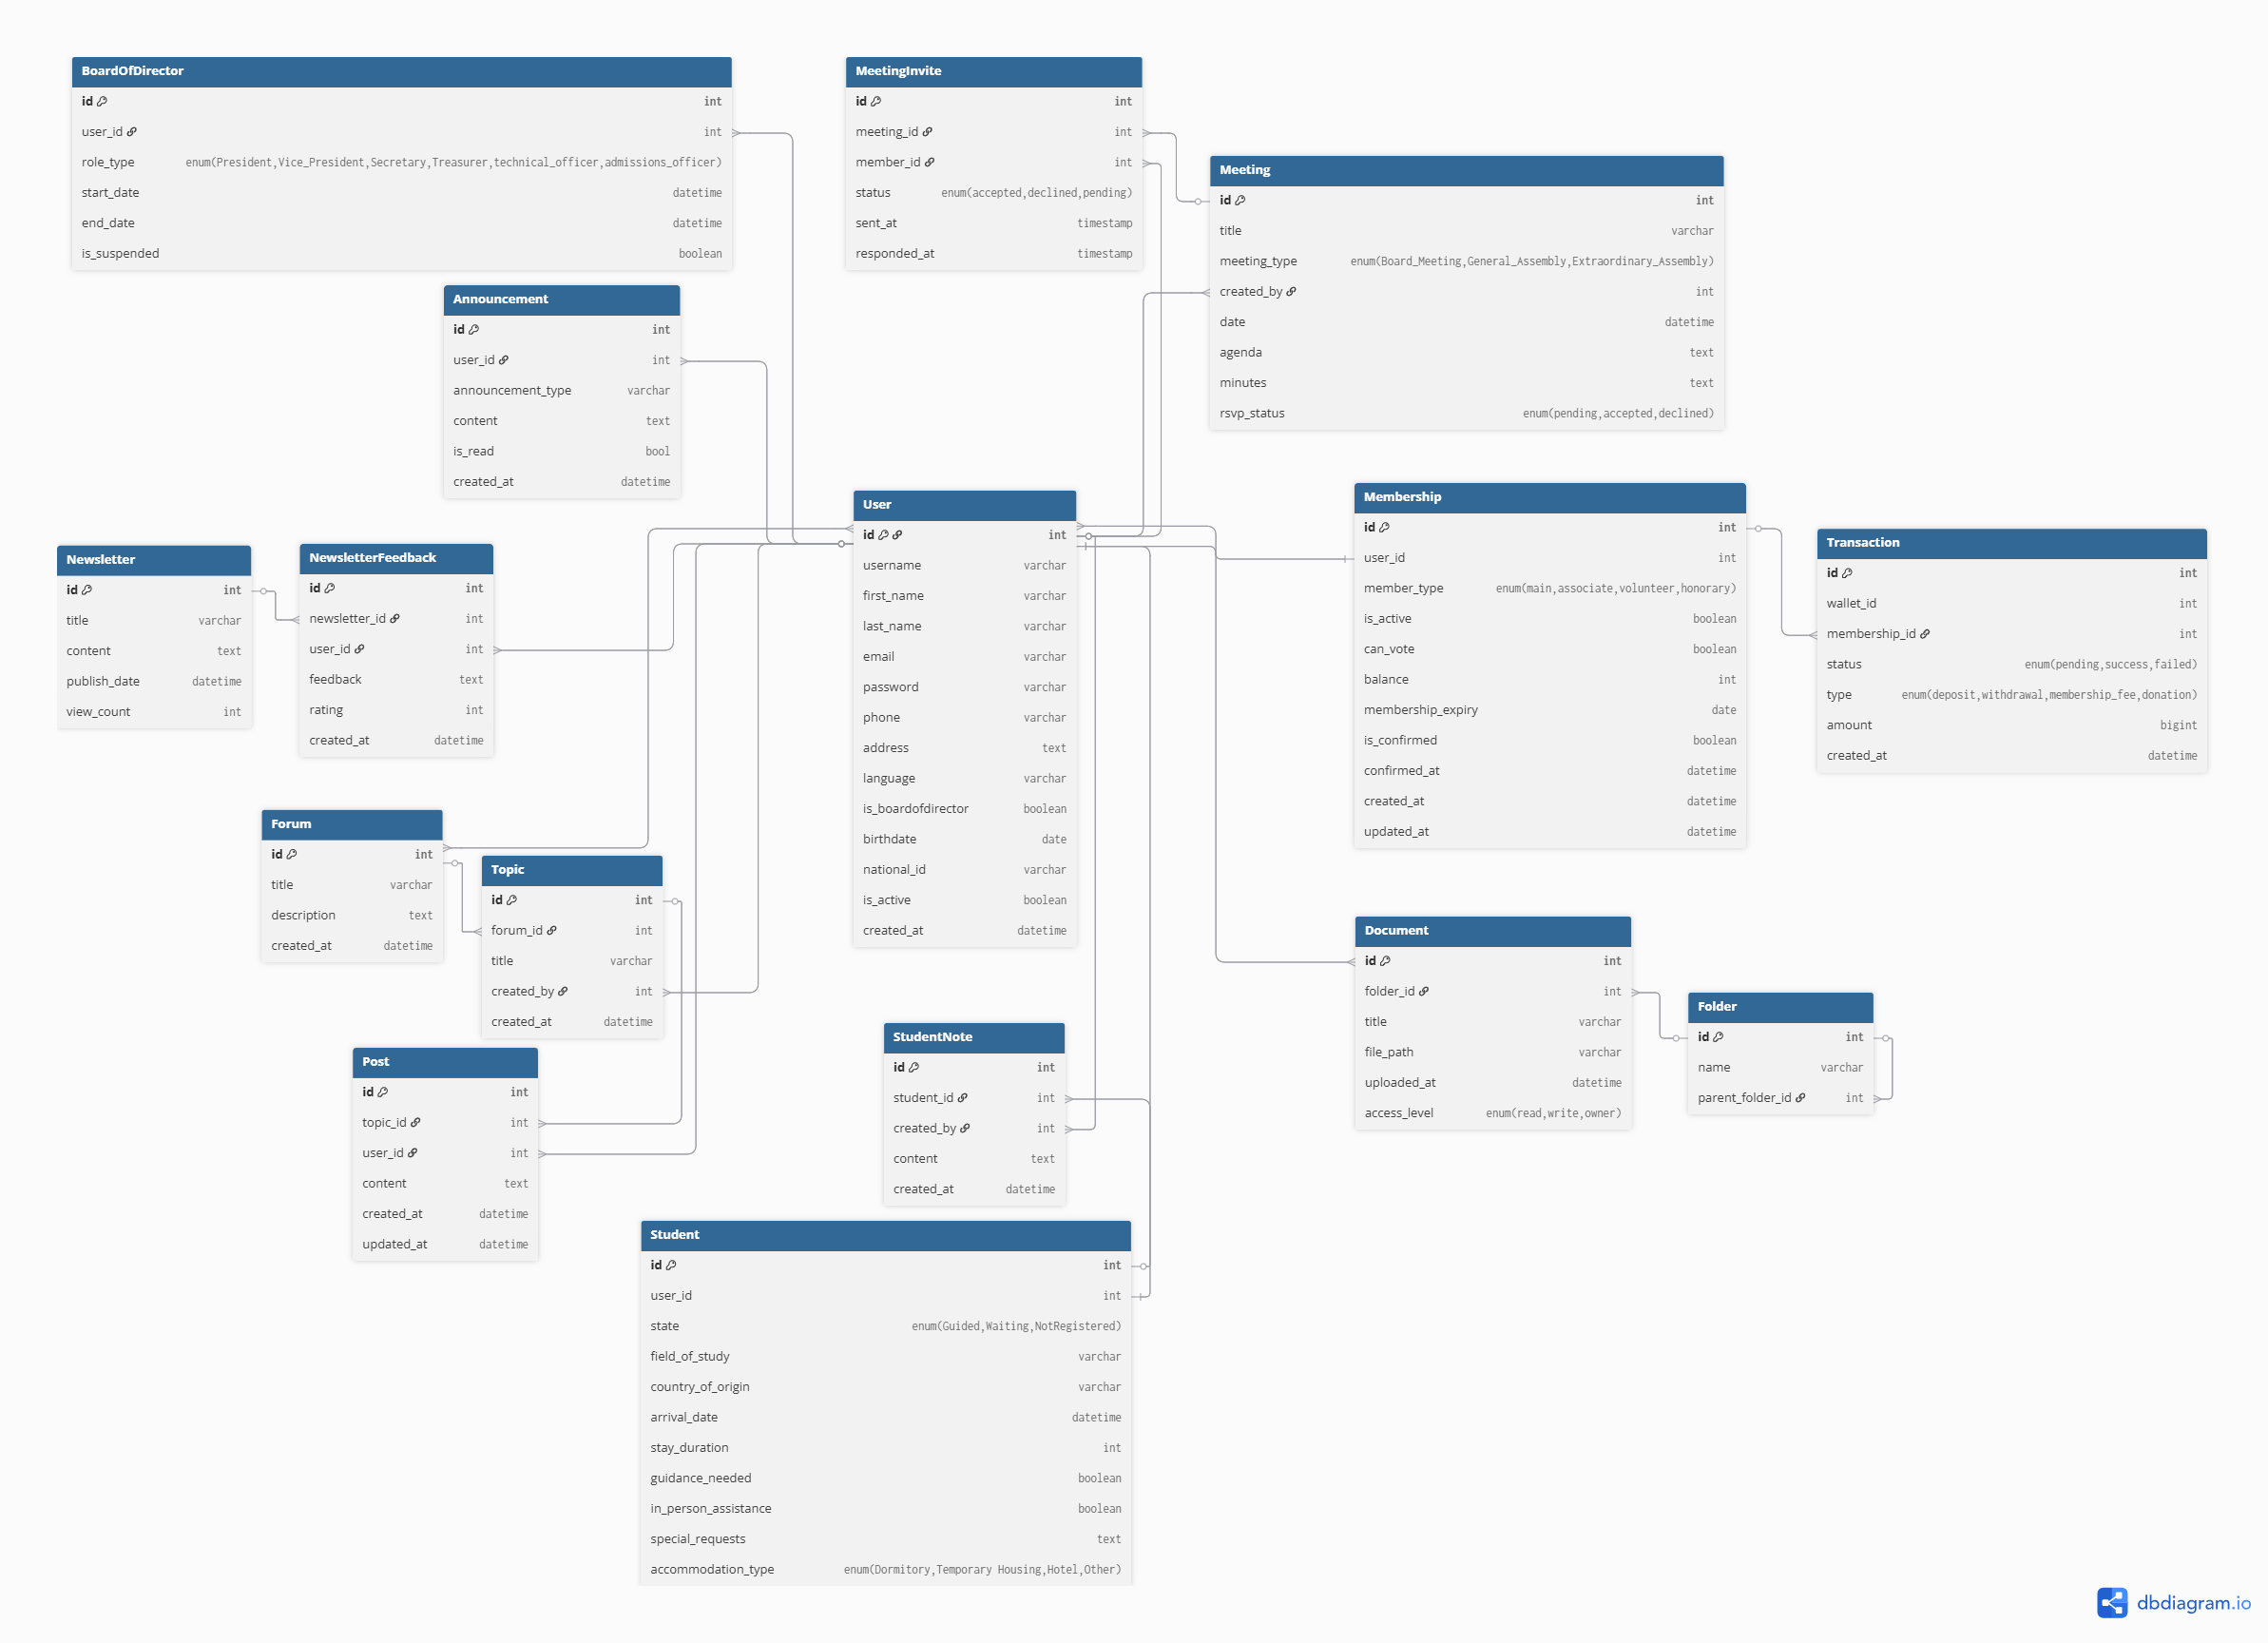 BoardOfDirector
id int
user_id int
role_type enum(President,Vice_President,Secretary,Treasurer,technical_officer,admissions_officer)
start_date datetime
end_date datetime
is_suspended boolean
MeetingInvite
id int
meeting_id int
member_id int
status enum(accepted,declined,pending)
sent_at timestamp
responded_at timestamp
Meeting
id int
title varchar
meeting_type enum(Board_Meeting,General_Assembly,Extraordinary_Assembly)
created_by int
date datetime
agenda text
minutes text
rsvp_status enum(pending,accepted,declined)
Announcement
id int
user_id int
announcement_type varchar
content text
is_read bool
created_at datetime
User
id int
username varchar
first_name varchar
last_name varchar
email varchar
password varchar
phone varchar
address text
language varchar
is_boardofdirector boolean
birthdate date
national_id varchar
is_active boolean
created_at datetime
Membership
id int
user_id int
member_type enum(main,associate,volunteer,honorary)
is_active boolean
can_vote boolean
balance int
membership_expiry date
is_confirmed boolean
confirmed_at datetime
created_at datetime
updated_at datetime
Transaction
id int
wallet_id int
membership_id int
status enum(pending,success,failed)
type enum(deposit,withdrawal,membership_fee,donation)
amount bigint
created_at datetime
Newsletter
id int
title varchar
content text
publish_date datetime
view_count int
NewsletterFeedback
id int
newsletter_id int
user_id int
feedback text
rating int
created_at datetime
Forum
id int
title varchar
description text
created_at datetime
Topic
id int
forum_id int
title varchar
created_by int
created_at datetime
Post
id int
topic_id int
user_id int
content text
created_at datetime
updated_at datetime
Document
id int
folder_id int
title varchar
file_path varchar
uploaded_at datetime
access_level enum(read,write,owner)
Folder
id int
name varchar
parent_folder_id int
StudentNote
id int
student_id int
created_by int
content text
created_at datetime
Student
id int
user_id int
state enum(Guided,Waiting,NotRegistered)
field_of_study varchar
country_of_origin varchar
arrival_date datetime
stay_duration int
guidance_needed boolean
in_person_assistance boolean
special_requests text
accommodation_type enum(Dormitory,Temporary Housing,Hotel,Other)
dbdiagram.io